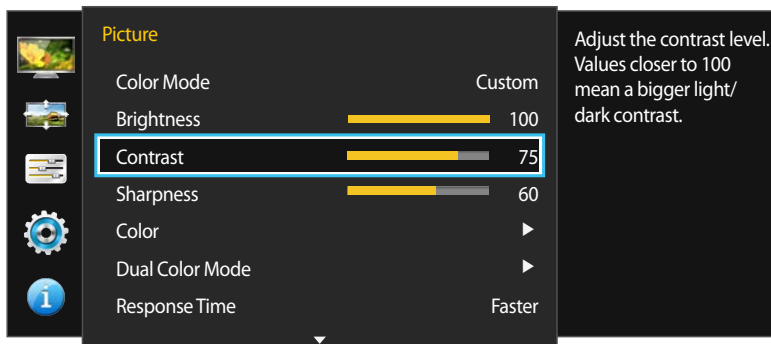 Picture
Color Mode Custom
Brightness 100
Contrast 75
Sharpness 60
Color
Dual Color Mode
Response Time Faster
Adjust the contrast level.
Values closer to 100
mean a bigger light/
dark contrast.